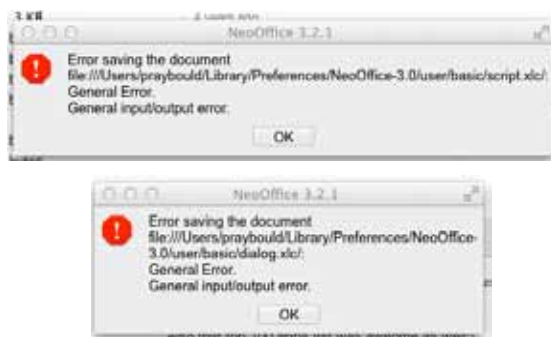 NeoOffice 3.2.1
Error saving the document
file:///Users/praybould/Library/Preferences/NeoOffice-3.0/user/basic/script.xlc/:
General Error.
General input/output error.
OK
NeoOffice 3.2.1
Error saving the document
file:///Users/praybould/Library/Preferences/NeoOffice-
3.0/user/basic/dialog.xlc/:
General Error.
General input/output error.
OK